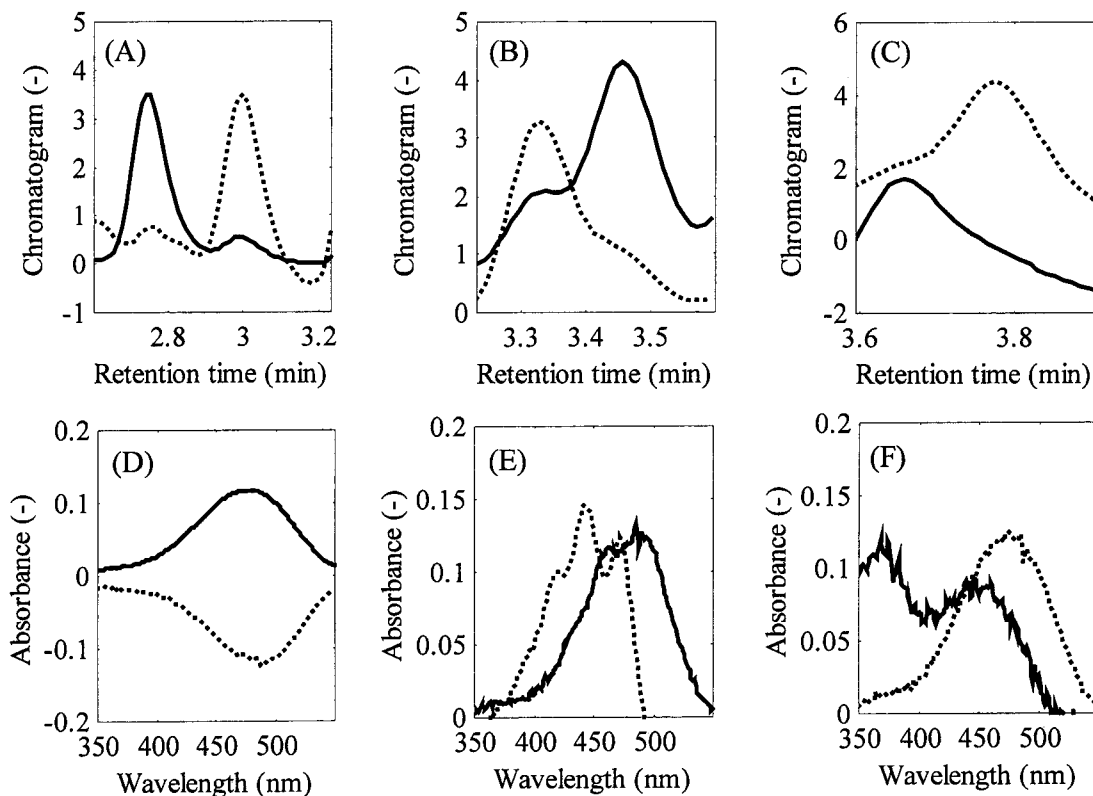 (A)
Chromatogram (-)
5
4
3
2
1
0
-1
2.8
3
3.2
Retention time (min)
(B)
Chromatogram (-)
5
4
3
2
1
0
3.3
3.4
3.5
Retention time (min)
(C)
Chromatogram (-)
6
4
2
0
-2
3.6
3.8
Retention time (min)
(D)
Absorbance (-)
0.2
0.1
0
-0.1
-0.2
350
400
450
500
Wavelength (nm)
(E)
Absorbance (-)
0.2
0.15
0.1
0.05
0
350
400
450
500
Wavelength (nm)
(F)
Absorbance (-)
0.2
0.15
0.1
0.05
0
350
400
450
500
Wavelength (nm)